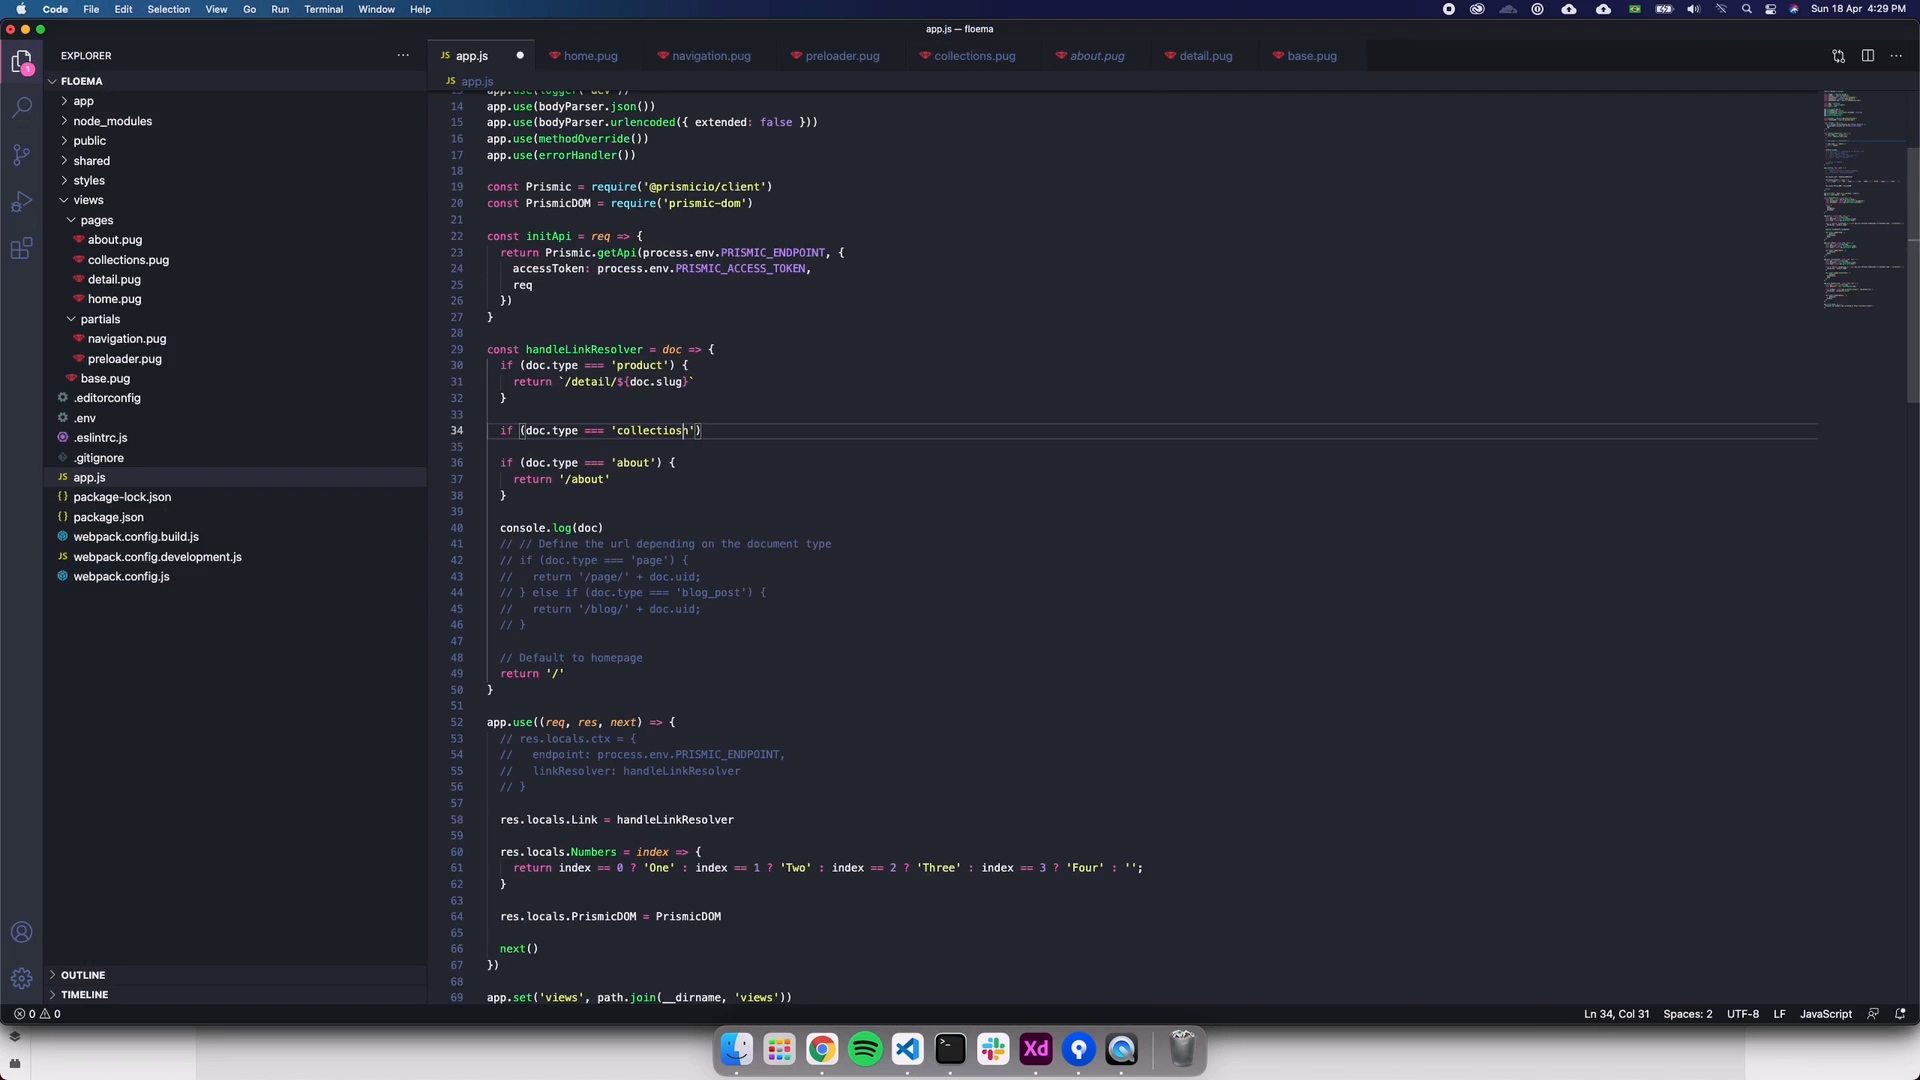 Code File Edit Selection View Go Run Terminal Window Help
Sun 18 Apr 4:29 PM
app.js — floema
EXPLORER
app.js
home.pug
navigation.pug
preloader.pug
collections.pug
about.pug
detail.pug
base.pug
1
FLOEMA
JS app.js
app
node_modules
public
shared
styles
views
pages
about.pug
collections.pug
detail.pug
home.pug
partials
navigation.pug
preloader.pug
base.pug
.editorconfig
.env
.eslintrc.js
.gitignore
JS app.js
{} package-lock.json
{} package.json
webpack.config.build.js
JS webpack.config.development.js
webpack.config.js
OUTLINE
TIMELINE
13 app.use(logger('dev'))
14 app.use(bodyParser.json())
15 app.use(bodyParser.urlencoded({ extended: false }))
16 app.use(methodOverride())
17 app.use(errorHandler())
18
19 const Prismic = require('@prismicio/client')
20 const PrismicDOM = require('prismic-dom')
21
22 const initApi = req => {
23 return Prismic.getApi(process.env.PRISMIC_ENDPOINT, {
24 accessToken: process.env.PRISMIC_ACCESS_TOKEN,
25 req
26 })
27 }
28
29 const handleLinkResolver = doc => {
30 if (doc.type === 'product') {
31 return `/detail/${doc.slug}`
32 }
33
34 if (doc.type === 'collectiosn')
35
36 if (doc.type === 'about') {
37 return '/about'
38 }
39
40 console.log(doc)
41 // // Define the url depending on the document type
42 // if (doc.type === 'page') {
43 // return '/page/' + doc.uid;
44 // } else if (doc.type === 'blog_post') {
45 // return '/blog/' + doc.uid;
46 // }
47
48 // Default to homepage
49 return '/'
50 }
51
52 app.use((req, res, next) => {
53 // res.locals.ctx = {
54 // endpoint: process.env.PRISMIC_ENDPOINT,
55 // linkResolver: handleLinkResolver
56 // }
57
58 res.locals.Link = handleLinkResolver
59
60 res.locals.Numbers = index => {
61 return index == 0 ? 'One' : index == 1 ? 'Two' : index == 2 ? 'Three' : index == 3 ? 'Four' : '';
62 }
63
64 res.locals.PrismicDOM = PrismicDOM
65
66 next()
67 })
68
69 app.set('views', path.join(__dirname, 'views'))
0 0
Ln 34, Col 31 Spaces: 2 UTF-8 LF JavaScript
Xd